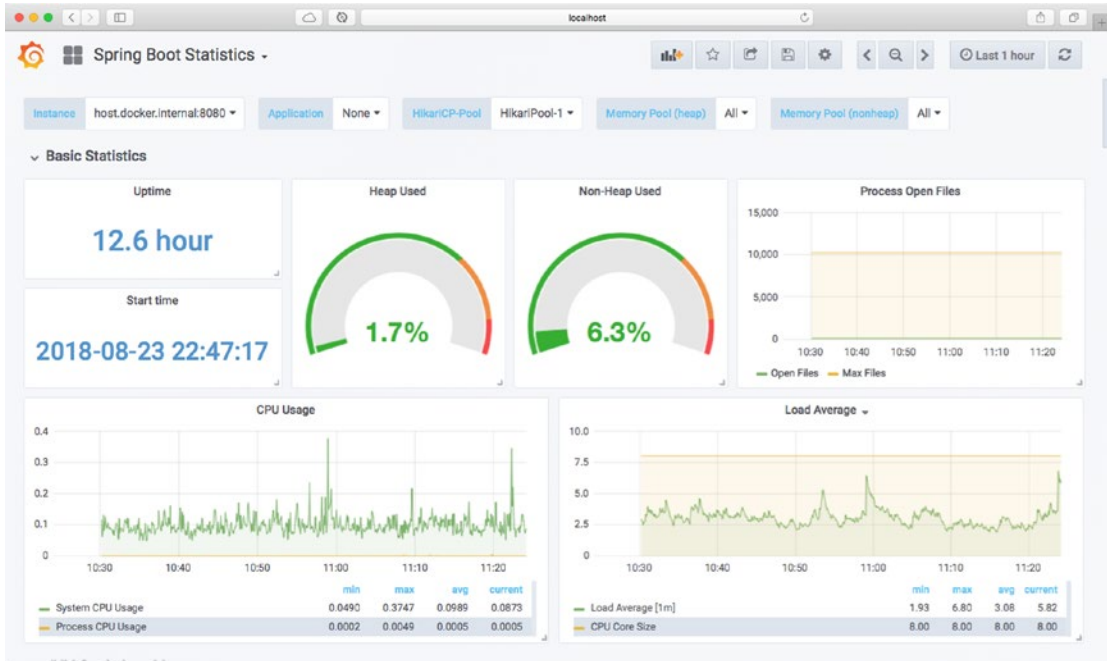 localhost
Spring Boot Statistics
Last 1 hour
Instance host.docker.internal:8080 Application None HikariCP-Pool HikariPool-1 Memory Pool (heap) All Memory Pool (nonheap) All
Basic Statistics
Uptime
12.6 hour
Start time
2018-08-23 22:47:17
Heap Used
1.7%
Non-Heap Used
6.3%
Process Open Files
15,000
10,000
5,000
0
10:30 10:40 10:50 11:00 11:10 11:20
Open Files Max Files
CPU Usage
0.4
0.3
0.2
0.1
0
10:30 10:40 10:50 11:00 11:10 11:20
min max avg current
System CPU Usage 0.0490 0.3747 0.0989 0.0873
Process CPU Usage 0.0002 0.0049 0.0005 0.0005
Load Average
10.0
7.5
5.0
2.5
0
10:30 10:40 10:50 11:00 11:10 11:20
min max avg current
Load Average [1m] 1.93 6.80 3.08 5.82
CPU Core Size 8.00 8.00 8.00 8.00